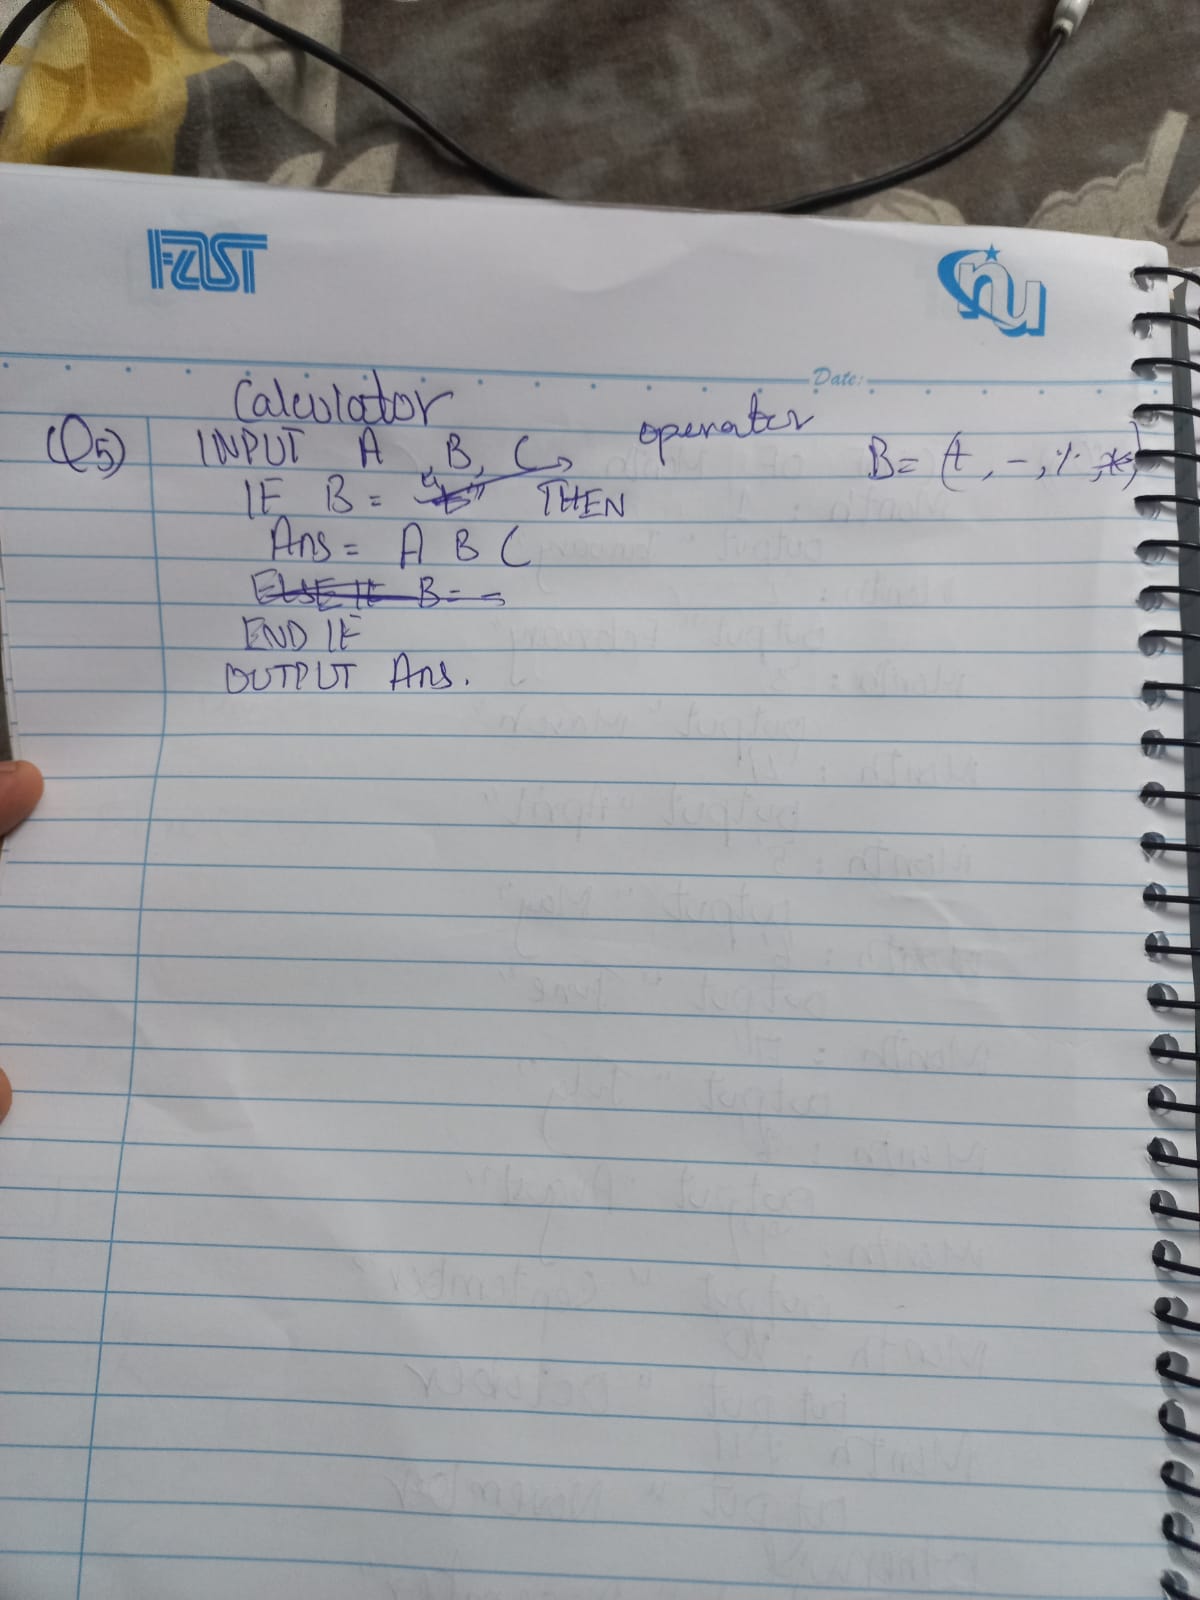 FAST
nu
Date:
Calculator
(Q5) INPUT A B, C operator B= (+, -, %, *)
IF B = THEN
Ans = A B C
ELSE IF B= -
END IF
OUTPUT Ans.